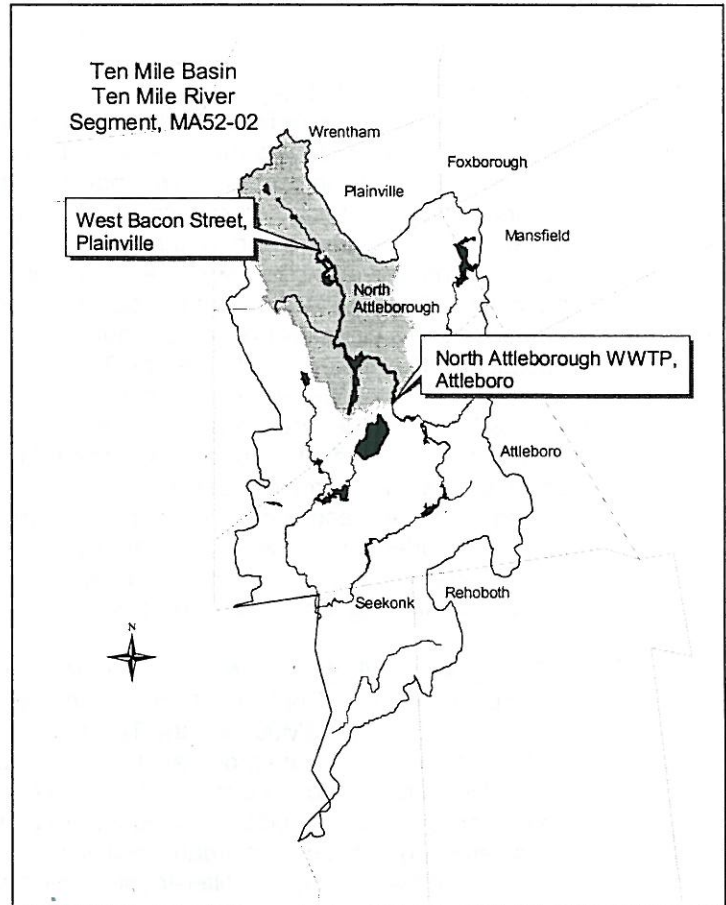 Ten Mile Basin
Ten Mile River
Segment, MA52-02
Wrentham
Foxborough
Plainville
West Bacon Street,
Plainville
Mansfield
North
Attleborough
North Attleborough WWTP,
Attleboro
Attleboro
Seekonk
Rehoboth
N